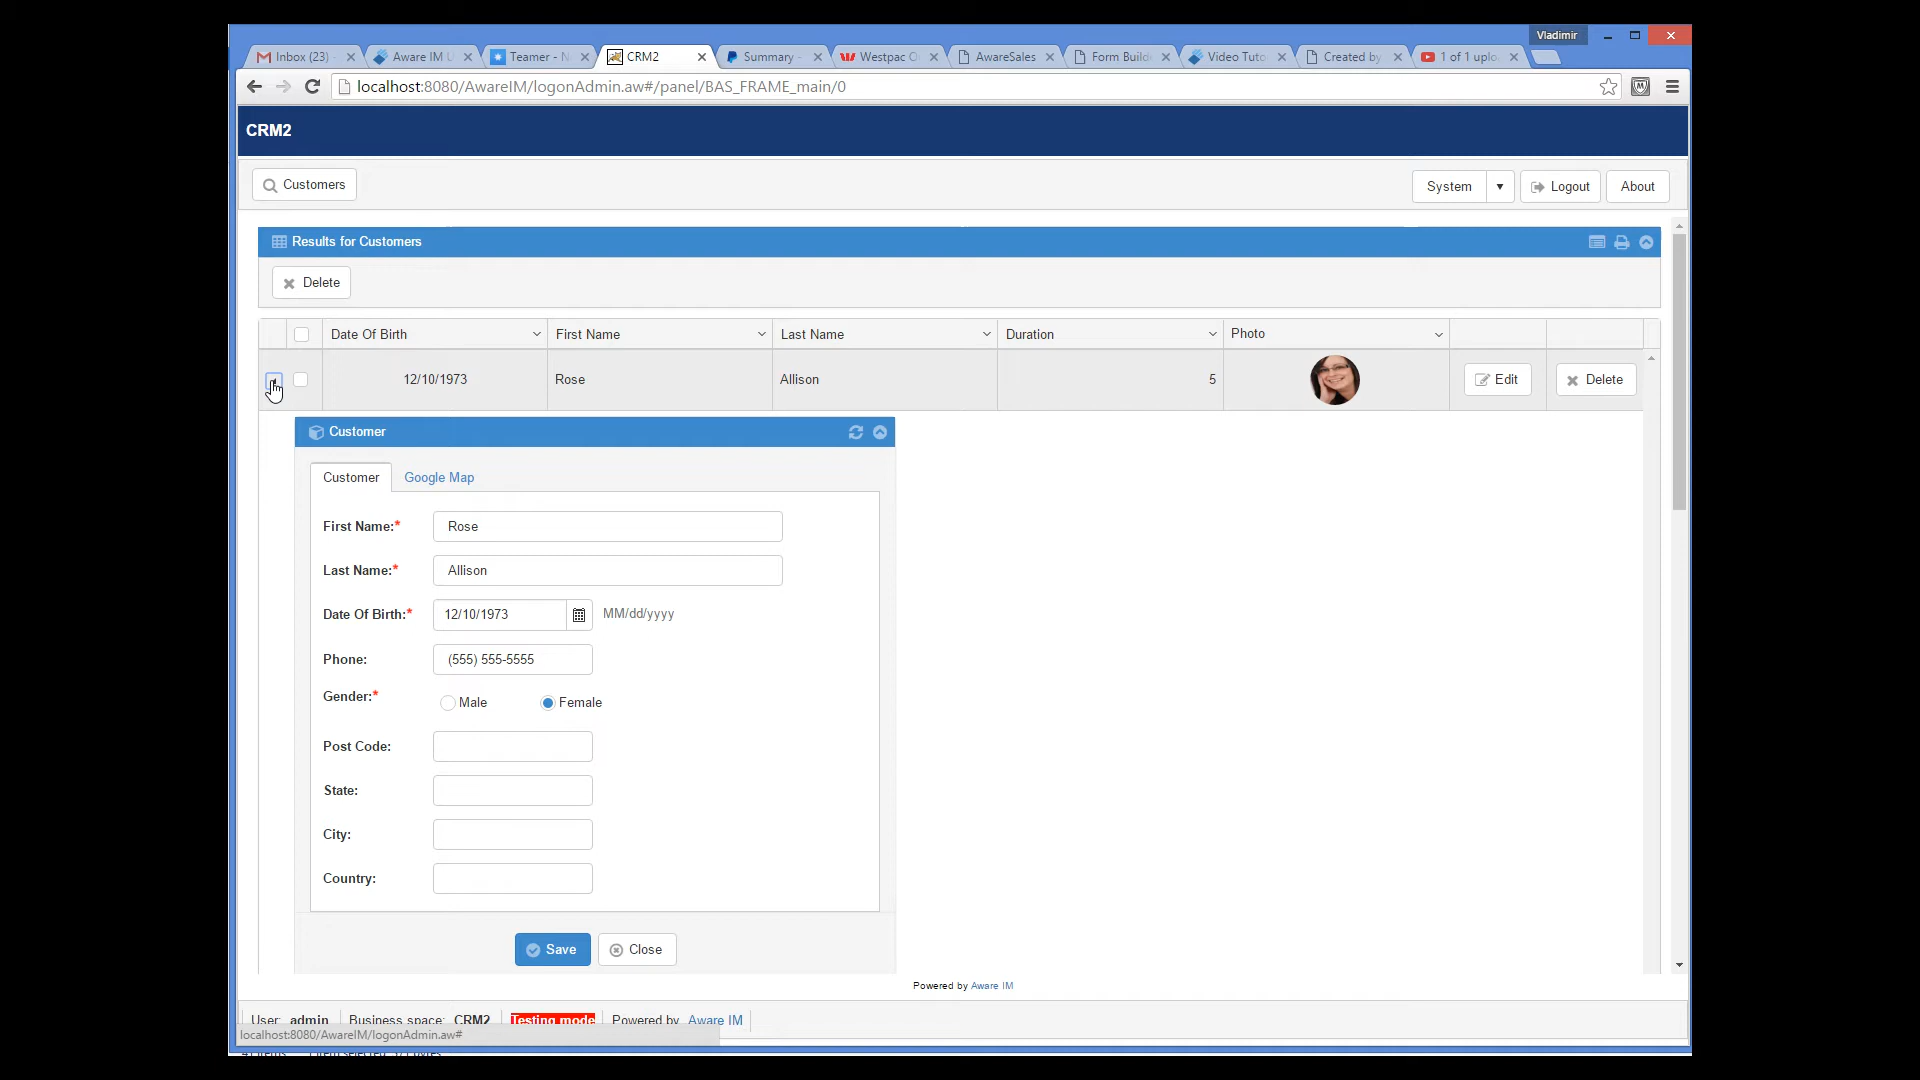 Vladimir
Inbox (23) Aware IM U Teamer - N CRM2 Summary - Westpac O AwareSales Form Build Video Tuto Created by 1 of 1 uplo
localhost:8080/AwareIM/logonAdmin.aw#/panel/BAS_FRAME_main/0
CRM2
Customers System Logout About
Results for Customers
Delete
Date Of Birth First Name Last Name Duration Photo
12/10/1973 Rose Allison 5 Edit Delete
Customer
Customer Google Map
First Name:* Rose
Last Name:* Allison
Date Of Birth:* 12/10/1973 MM/dd/yyyy
Phone: (555) 555-5555
Gender:* Male Female
Post Code:
State:
City:
Country:
Save Close
Powered by Aware IM
User: admin Business space: CRM2 Testing mode Powered by Aware IM
localhost:8080/AwareIM/logonAdmin.aw#